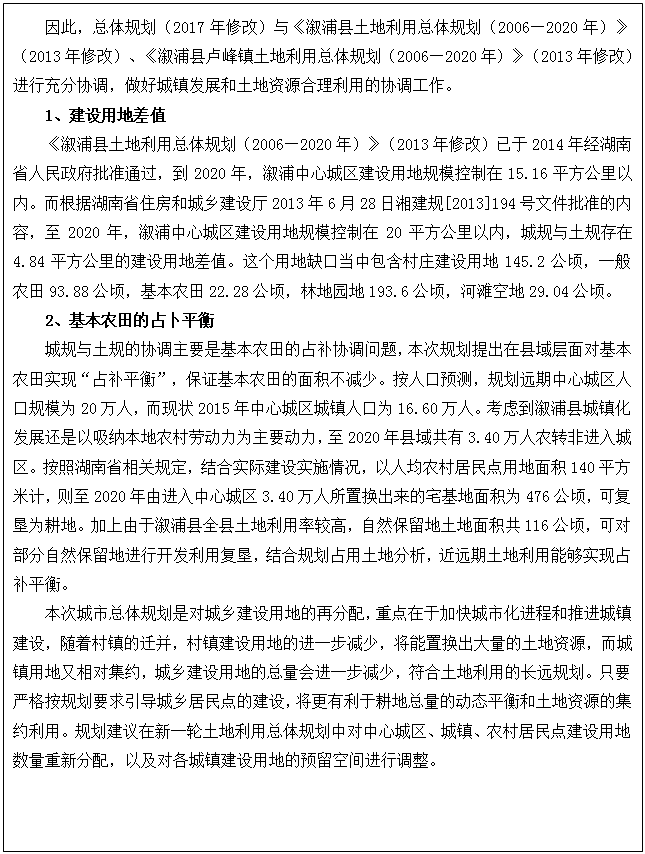 因此，总体规划（2017 年修改）与《溆浦县土地利用总体规划（2006—2020 年）》
（2013年修改）、《溆浦县卢峰镇土地利用总体规划（2006—2020年）》（2013年修改）
进行充分协调，做好城镇发展和土地资源合理利用的协调工作。
1、建设用地差值
《溆浦县土地利用总体规划（2006—2020 年）》（2013年修改）已于 2014 年经湖南
省人民政府批准通过，到 2020 年，溆浦中心城区建设用地规模控制在 15.16 平方公里以
内。而根据湖南省住房和城乡建设厅 2013 年 6 月 28 日湘建规[2013]194 号文件批准的内
容，至 2020 年，溆浦中心城区建设用地规模控制在 20 平方公里以内，城规与土规存在
4.84 平方公里的建设用地差值。这个用地缺口当中包含村庄建设用地 145.2 公顷，一般
农田 93.88 公顷，基本农田 22.28 公顷，林地园地 193.6 公顷，河滩空地 29.04 公顷。
2、基本农田的占卜平衡
城规与土规的协调主要是基本农田的占补协调问题，本次规划提出在县域层面对基本
农田实现“占补平衡”，保证基本农田的面积不减少。按人口预测，规划远期中心城区人
口规模为 20 万人，而现状 2015 年中心城区城镇人口为 16.60 万人。考虑到溆浦县城镇化
发展还是以吸纳本地农村劳动力为主要动力，至 2020 年县域共有 3.40 万人农转非进入城
区。按照湖南省相关规定，结合实际建设实施情况，以人均农村居民点用地面积 140 平方
米计，则至 2020 年由进入中心城区 3.40 万人所置换出来的宅基地面积为 476 公顷，可复
垦为耕地。加上由于溆浦县全县土地利用率较高，自然保留地土地面积共 116 公顷，可对
部分自然保留地进行开发利用复垦，结合规划占用土地分析，近远期土地利用能够实现占
补平衡。
本次城市总体规划是对城乡建设用地的再分配，重点在于加快城市化进程和推进城镇
建设，随着村镇的迁并，村镇建设用地的进一步减少，将能置换出大量的土地资源，而城
镇用地又相对集约，城乡建设用地的总量会进一步减少，符合土地利用的长远规划。只要
严格按规划要求引导城乡居民点的建设，将更有利于耕地总量的动态平衡和土地资源的集
约利用。规划建议在新一轮土地利用总体规划中对中心城区、城镇、农村居民点建设用地
数量重新分配，以及对各城镇建设用地的预留空间进行调整。